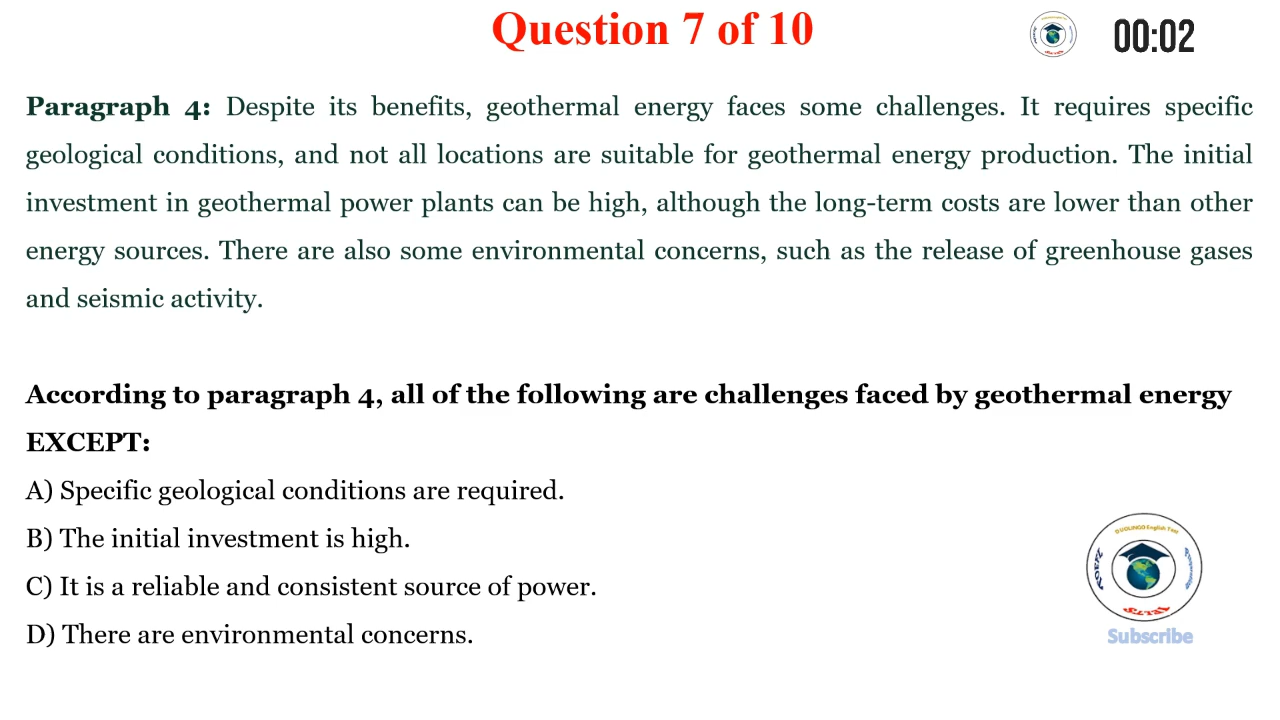 Question 7 of 10
00:02
Paragraph 4: Despite its benefits, geothermal energy faces some challenges. It requires specific
geological conditions, and not all locations are suitable for geothermal energy production. The initial
investment in geothermal power plants can be high, although the long-term costs are lower than other
energy sources. There are also some environmental concerns, such as the release of greenhouse gases
and seismic activity.
According to paragraph 4, all of the following are challenges faced by geothermal energy
EXCEPT:
A) Specific geological conditions are required.
B) The initial investment is high.
C) It is a reliable and consistent source of power.
D) There are environmental concerns.
DUOLINGO English Test
IELTS
Subscribe